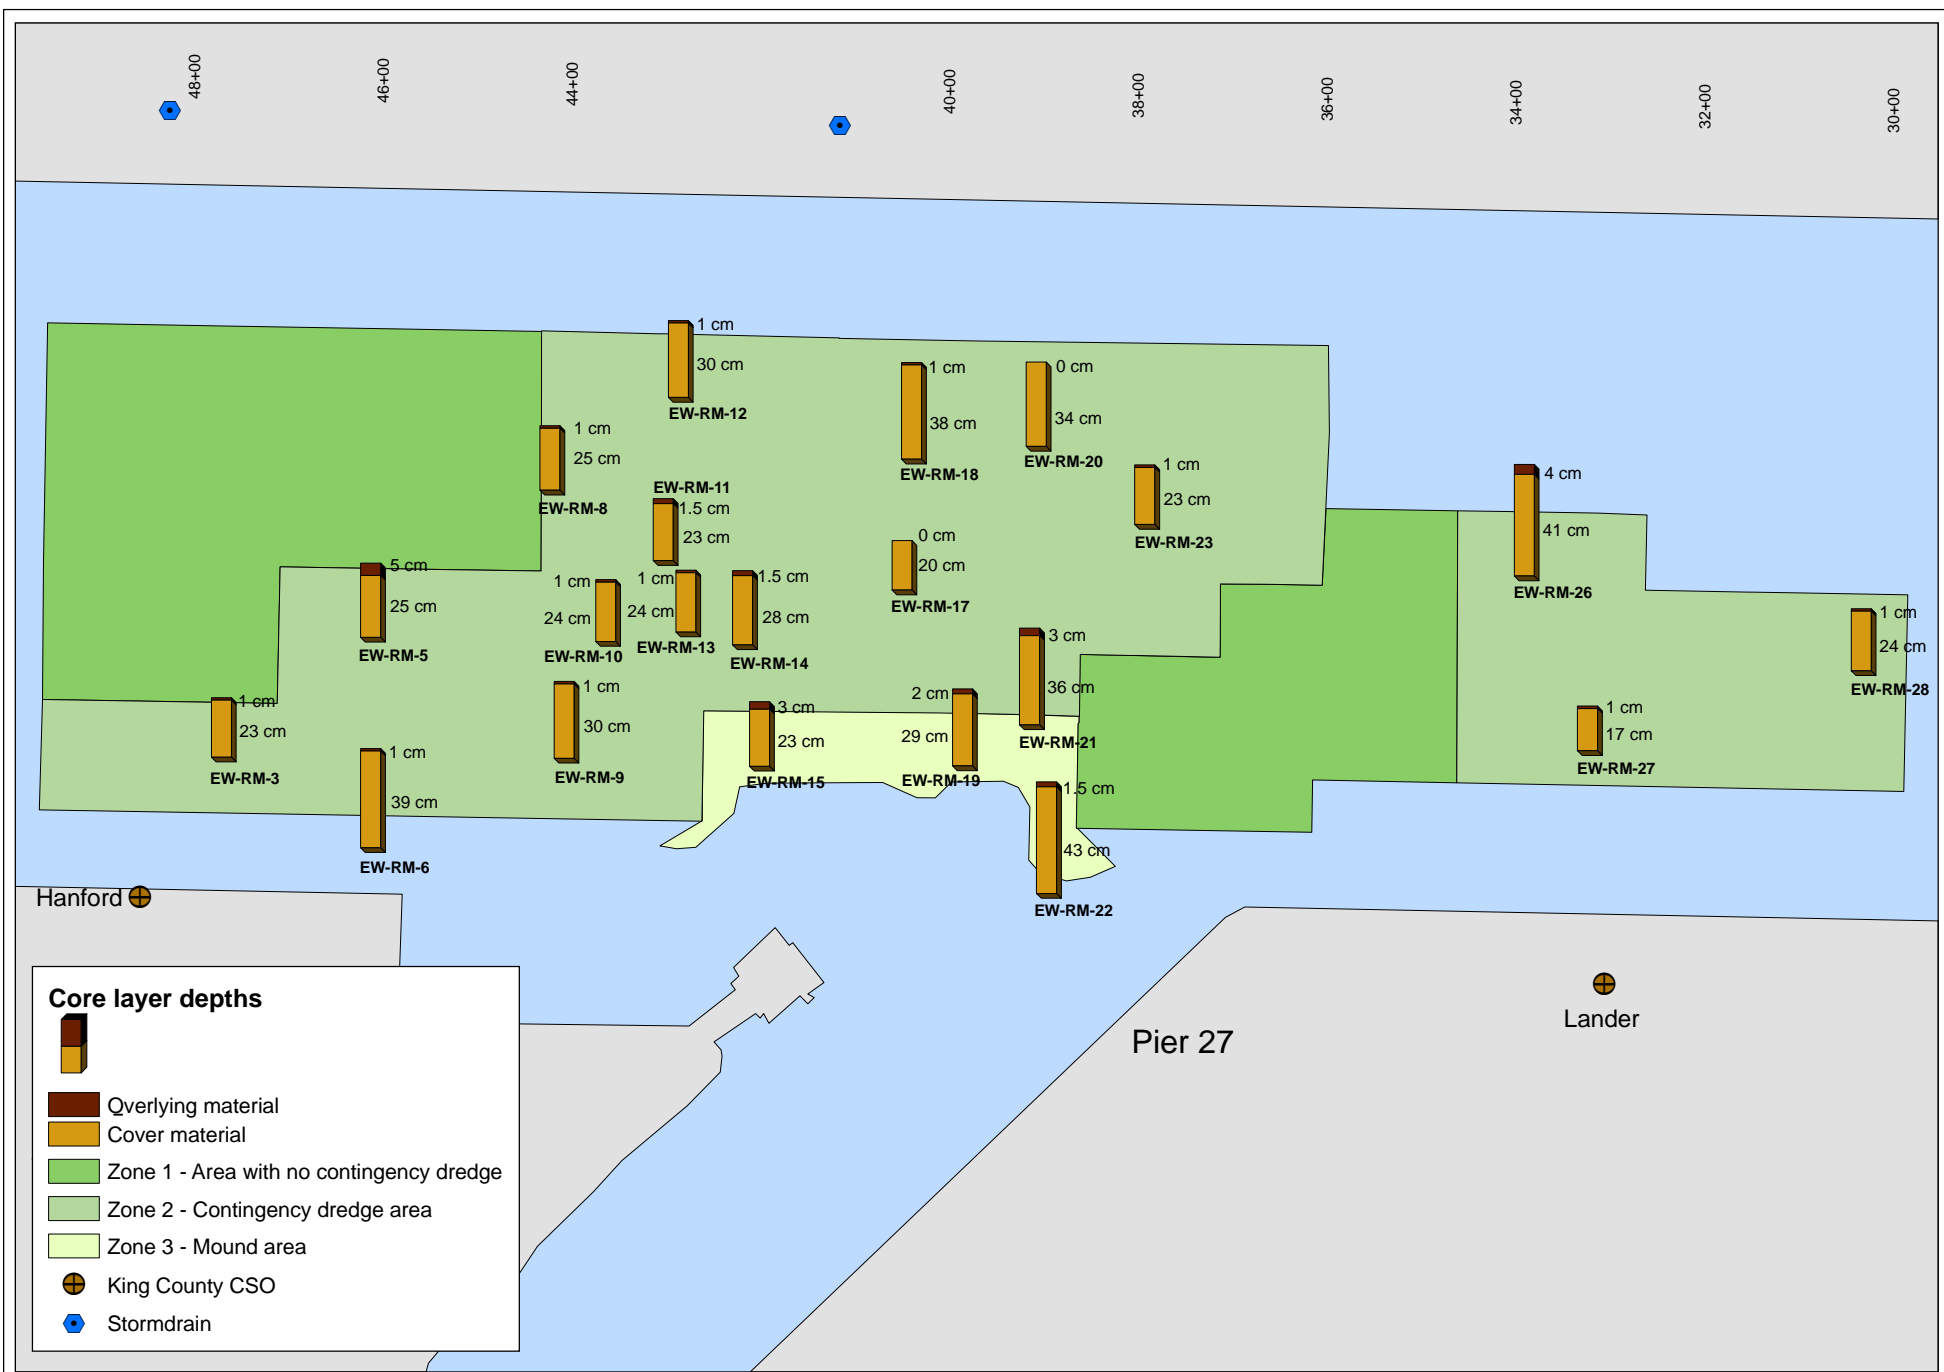 48+00
46+00
44+00
40+00
38+00
36+00
34+00
32+00
30+00
1 cm
30 cm
EW-RM-12
1 cm
38 cm
EW-RM-18
0 cm
34 cm
EW-RM-20
1 cm
25 cm
EW-RM-8
EW-RM-11
1.5 cm
23 cm
1 cm
23 cm
EW-RM-23
4 cm
41 cm
EW-RM-26
0 cm
20 cm
EW-RM-17
5 cm
25 cm
EW-RM-5
1 cm
24 cm
EW-RM-10
1 cm
24 cm
EW-RM-13
1.5 cm
28 cm
EW-RM-14
3 cm
36 cm
EW-RM-21
1 cm
24 cm
EW-RM-28
1 cm
23 cm
EW-RM-3
1 cm
30 cm
EW-RM-9
3 cm
23 cm
EW-RM-15
2 cm
29 cm
EW-RM-19
1 cm
17 cm
EW-RM-27
1 cm
39 cm
EW-RM-6
1.5 cm
43 cm
EW-RM-22
Hanford
Lander
Pier 27
Core layer depths
Qverlying material
Cover material
Zone 1 - Area with no contingency dredge
Zone 2 - Contingency dredge area
Zone 3 - Mound area
King County CSO
Stormdrain